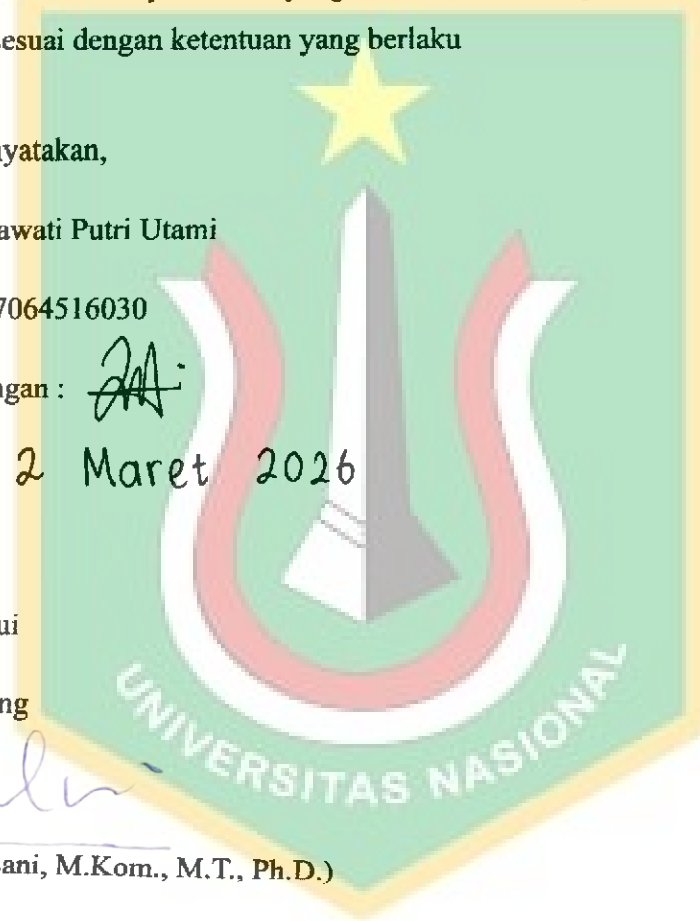 esuai dengan ketentuan yang berlaku
yatakan,
awati Putri Utami
7064516030
ngan :
2 Maret 2026
ui
ng
ani, M.Kom., M.T., Ph.D.)
UNIVERSITAS NASIONAL